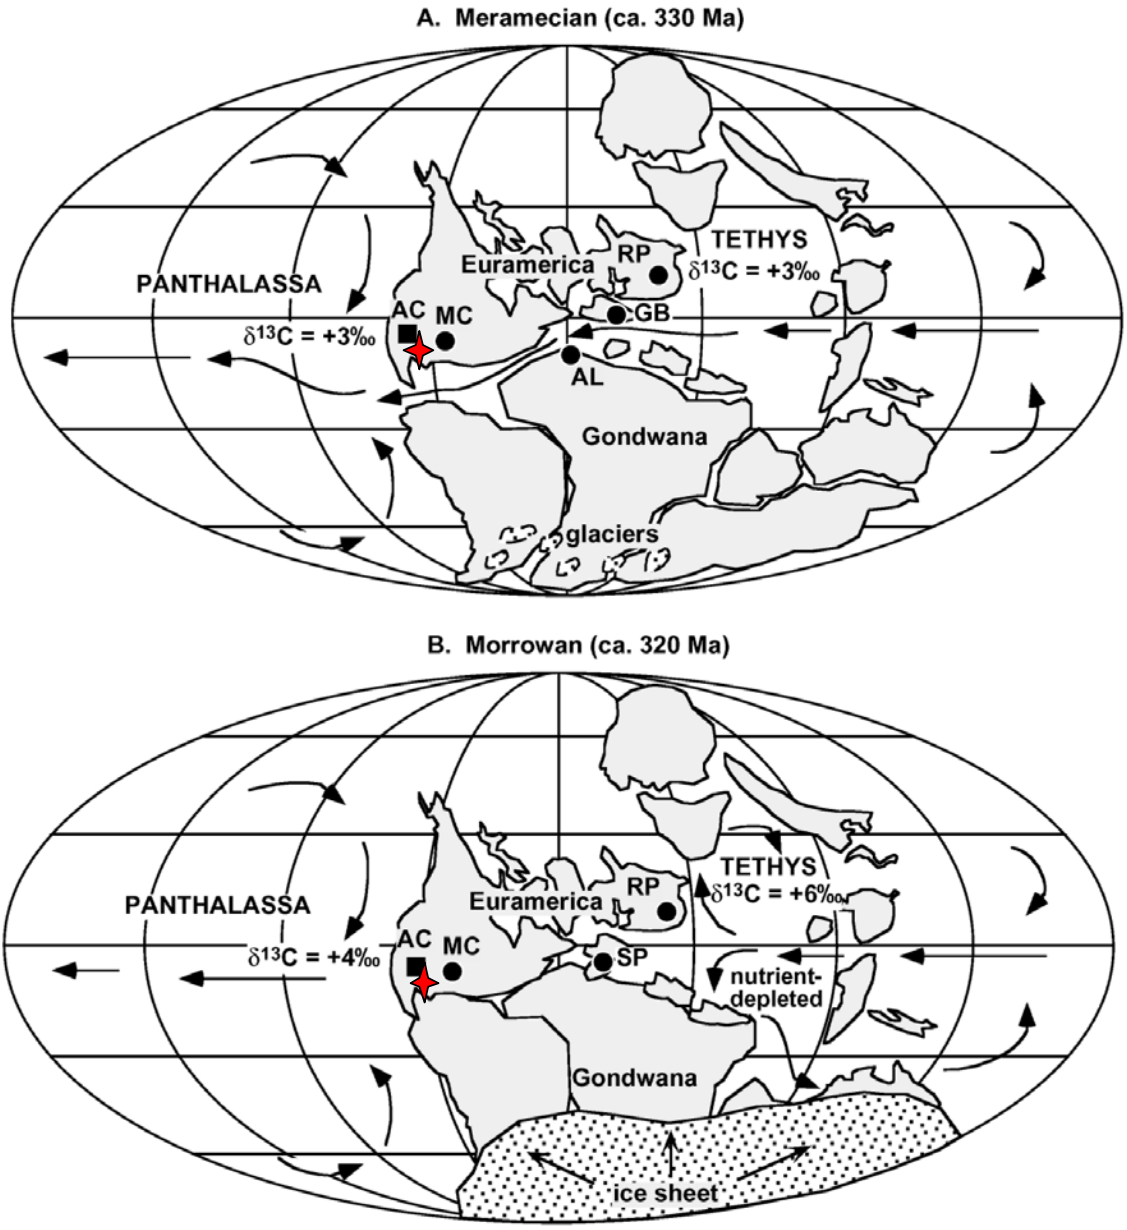 A. Meramecian (ca. 330 Ma)
RP
TETHYS
Euramerica
δ13C = +3‰
PANTHALASSA
AC MC
GB
δ13C = +3‰
AL
Gondwana
glaciers
B. Morrowan (ca. 320 Ma)
TETHYS
RP
δ13C = +6‰
Euramerica
PANTHALASSA
AC MC
δ13C = +4‰
SP
nutrient-
depleted
Gondwana
ice sheet